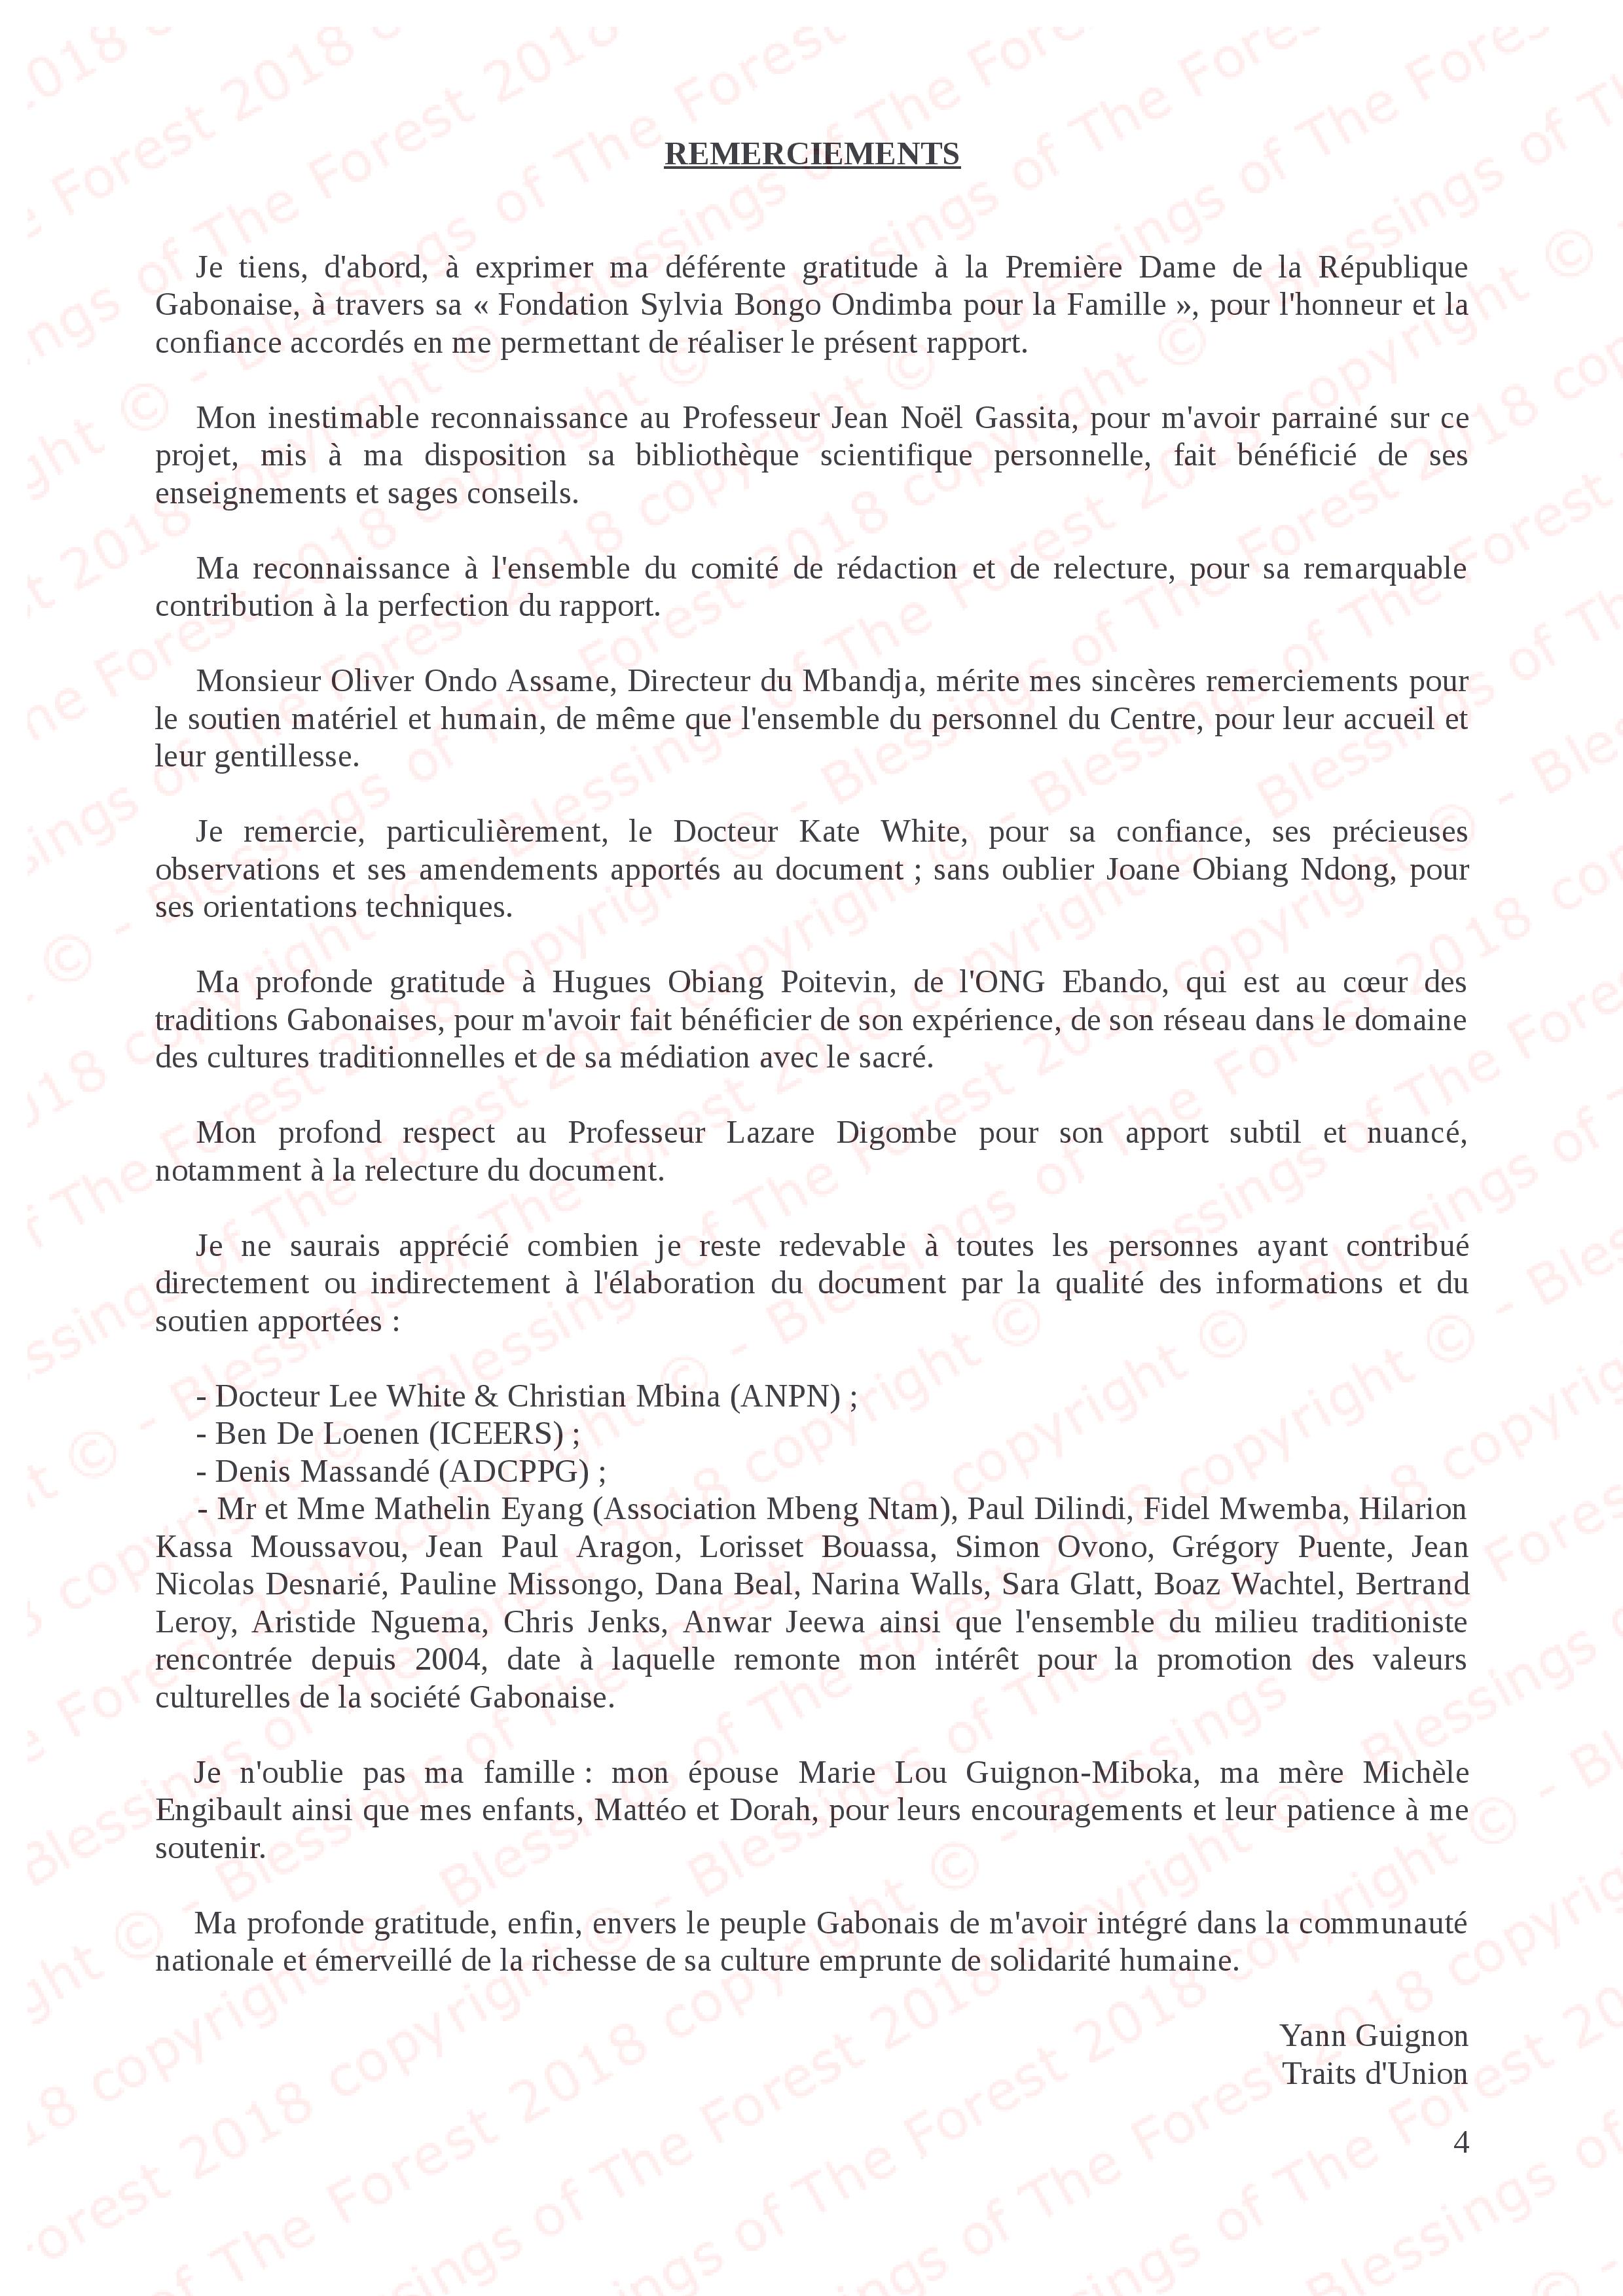 REMERCIEMENTS
Je tiens, d'abord, à exprimer ma déférente gratitude à la Première Dame de la République
Gabonaise, à travers sa « Fondation Sylvia Bongo Ondimba pour la Famille », pour l'honneur et la
confiance accordés en me permettant de réaliser le présent rapport.
Mon inestimable reconnaissance au Professeur Jean Noël Gassita, pour m'avoir parrainé sur ce
projet, mis à ma disposition sa bibliothèque scientifique personnelle, fait bénéficié de ses
enseignements et sages conseils.
Ma reconnaissance à l'ensemble du comité de rédaction et de relecture, pour sa remarquable
contribution à la perfection du rapport.
Monsieur Oliver Ondo Assame, Directeur du Mbandja, mérite mes sincères remerciements pour
le soutien matériel et humain, de même que l'ensemble du personnel du Centre, pour leur accueil et
leur gentillesse.
Je remercie, particulièrement, le Docteur Kate White, pour sa confiance, ses précieuses
observations et ses amendements apportés au document ; sans oublier Joane Obiang Ndong, pour
ses orientations techniques.
Ma profonde gratitude à Hugues Obiang Poitevin, de l'ONG Ebando, qui est au cœur des
traditions Gabonaises, pour m'avoir fait bénéficier de son expérience, de son réseau dans le domaine
des cultures traditionnelles et de sa médiation avec le sacré.
Mon profond respect au Professeur Lazare Digombe pour son apport subtil et nuancé,
notamment à la relecture du document.
Je ne saurais apprécié combien je reste redevable à toutes les personnes ayant contribué
directement ou indirectement à l'élaboration du document par la qualité des informations et du
soutien apportées :
- Docteur Lee White & Christian Mbina (ANPN) ;
- Ben De Loenen (ICEERS) ;
- Denis Massandé (ADCPPG) ;
- Mr et Mme Mathelin Eyang (Association Mbeng Ntam), Paul Dilindi, Fidel Mwemba, Hilarion
Kassa Moussavou, Jean Paul Aragon, Lorisset Bouassa, Simon Ovono, Grégory Puente, Jean
Nicolas Desnarié, Pauline Missongo, Dana Beal, Narina Walls, Sara Glatt, Boaz Wachtel, Bertrand
Leroy, Aristide Nguema, Chris Jenks, Anwar Jeewa ainsi que l'ensemble du milieu traditioniste
rencontrée depuis 2004, date à laquelle remonte mon intérêt pour la promotion des valeurs
culturelles de la société Gabonaise.
Je n'oublie pas ma famille : mon épouse Marie Lou Guignon-Miboka, ma mère Michèle
Engibault ainsi que mes enfants, Mattéo et Dorah, pour leurs encouragements et leur patience à me
soutenir.
Ma profonde gratitude, enfin, envers le peuple Gabonais de m'avoir intégré dans la communauté
nationale et émerveillé de la richesse de sa culture emprunte de solidarité humaine.
Yann Guignon
Traits d'Union
4
Blessings of The Forest 2018 copyright © -